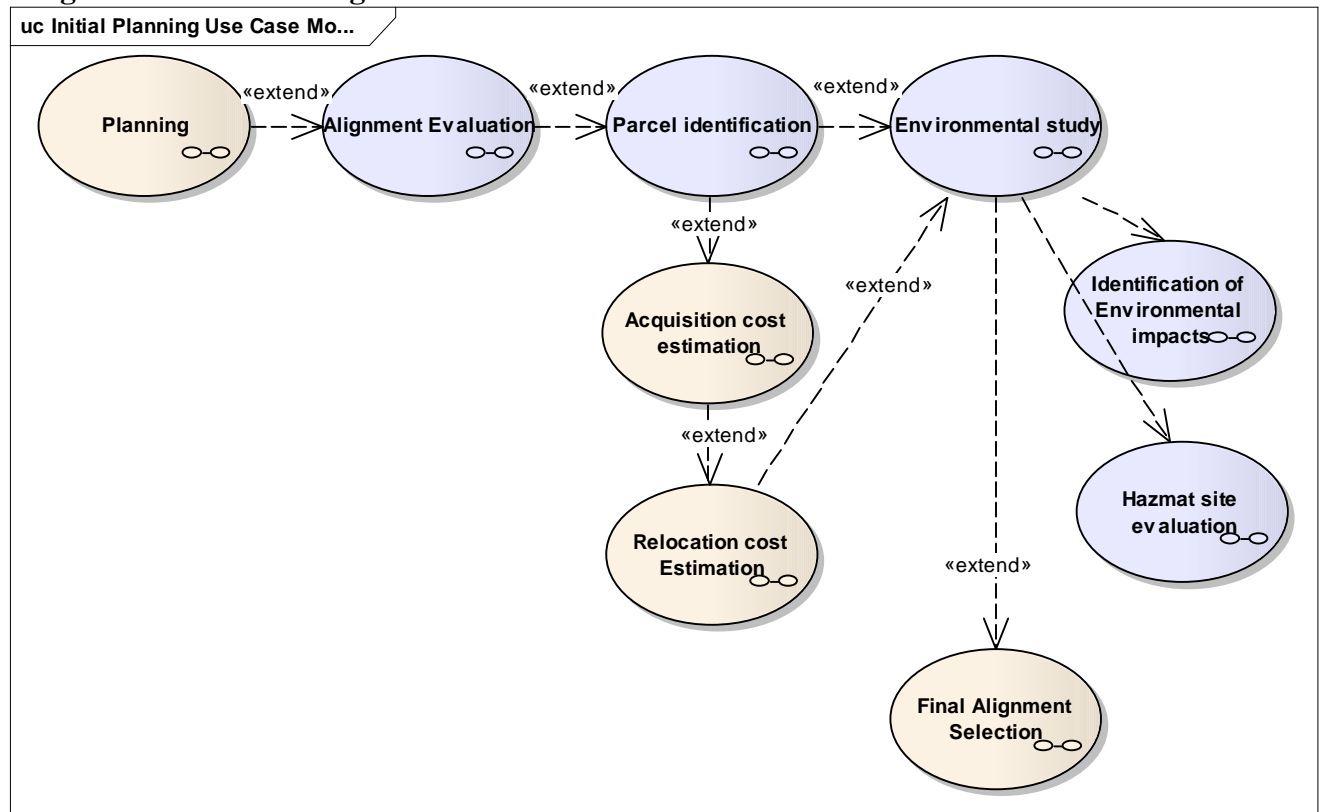 uc Initial Planning Use Case Mo...
«extend»
«extend»
«extend»
Planning
Alignment Evaluation
Parcel identification
Environmental study
«extend»
«extend»
Identification of
Environmental
impacts
Acquisition cost
estimation
«extend»
Hazmat site
evaluation
Relocation cost
Estimation
«extend»
Final Alignment
Selection